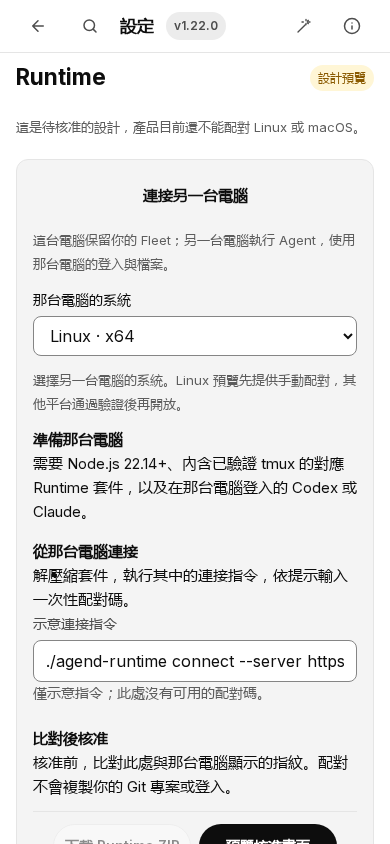 設定 v1.22.0
Runtime 設計預覽
這是待核准的設計，產品目前還不能配對 Linux 或 macOS。
連接另一台電腦
這台電腦保留你的 Fleet；另一台電腦執行 Agent，使用
那台電腦的登入與檔案。
那台電腦的系統
Linux · x64
選擇另一台電腦的系統。Linux 預覽先提供手動配對，其
他平台通過驗證後再開放。
準備那台電腦
需要 Node.js 22.14+、內含已驗證 tmux 的對應
Runtime 套件，以及在那台電腦登入的 Codex 或
Claude。
從那台電腦連接
解壓縮套件，執行其中的連接指令，依提示輸入
一次性配對碼。
示意連接指令
./agend-runtime connect --server https
僅示意指令；此處沒有可用的配對碼。
比對後核准
核准前，比對此處與那台電腦顯示的指紋。配對
不會複製你的 Git 專案或登入。
下載 Runtime ZIP 預覽核准畫面